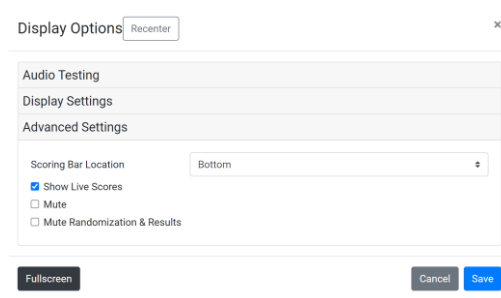 Display Options Recenter ×
Audio Testing
Display Settings
Advanced Settings
Scoring Bar Location Bottom
Show Live Scores
Mute
Mute Randomization & Results
Fullscreen Cancel Save